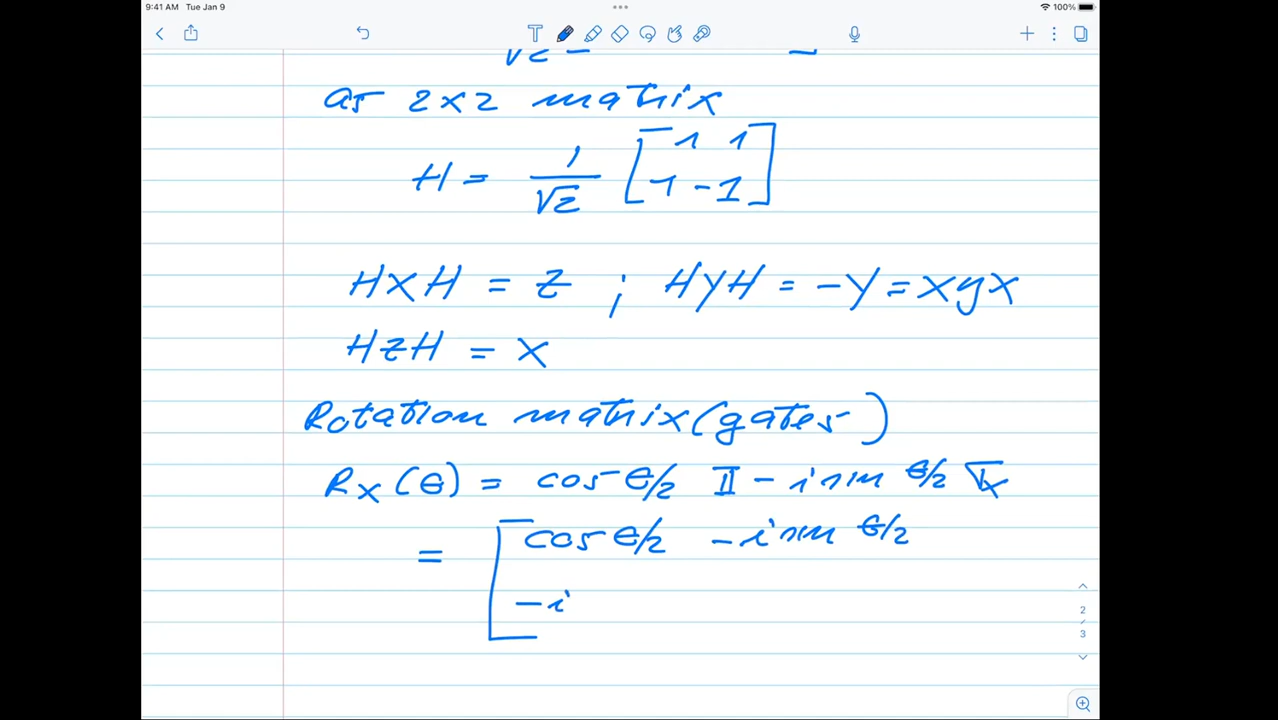 9:41 AM Tue Jan 9
100%
T
as 2x2 matrix
H = 1/√2 [ 1 1
1 -1 ]
HXH = Z ; HYH = -Y = XYX
HZH = X
Rotation matrix (gates)
Rx(θ) = cos θ/2 𝕀 - i sin θ/2 σx
= [ cos θ/2 - i sin θ/2
- i
2
/
3